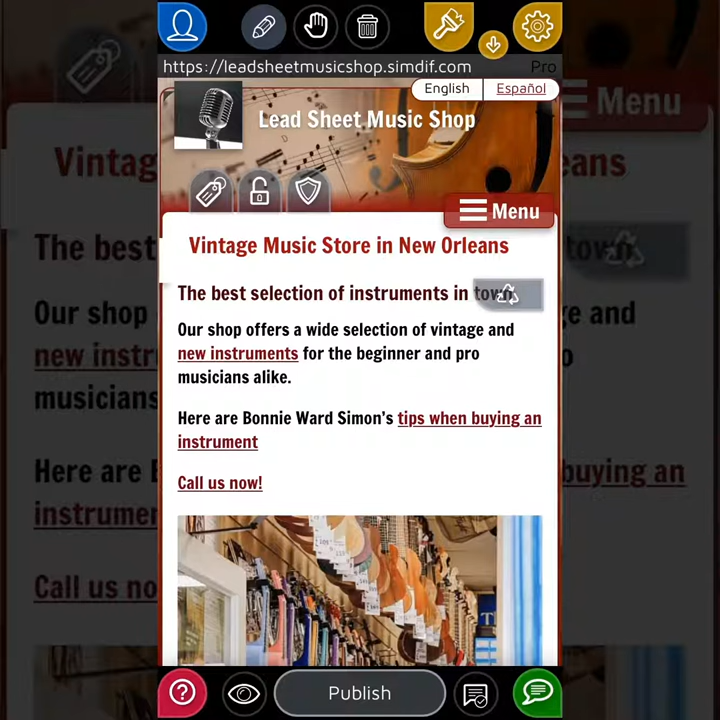 https://leadsheetmusicshop.simdif.com
Pro
English
Español
Lead Sheet Music Shop
Menu
Vintage Music Store in New Orleans
The best selection of instruments in town
Our shop offers a wide selection of vintage and
new instruments for the beginner and pro
musicians alike.
Here are Bonnie Ward Simon's tips when buying an
instrument
Call us now!
Publish